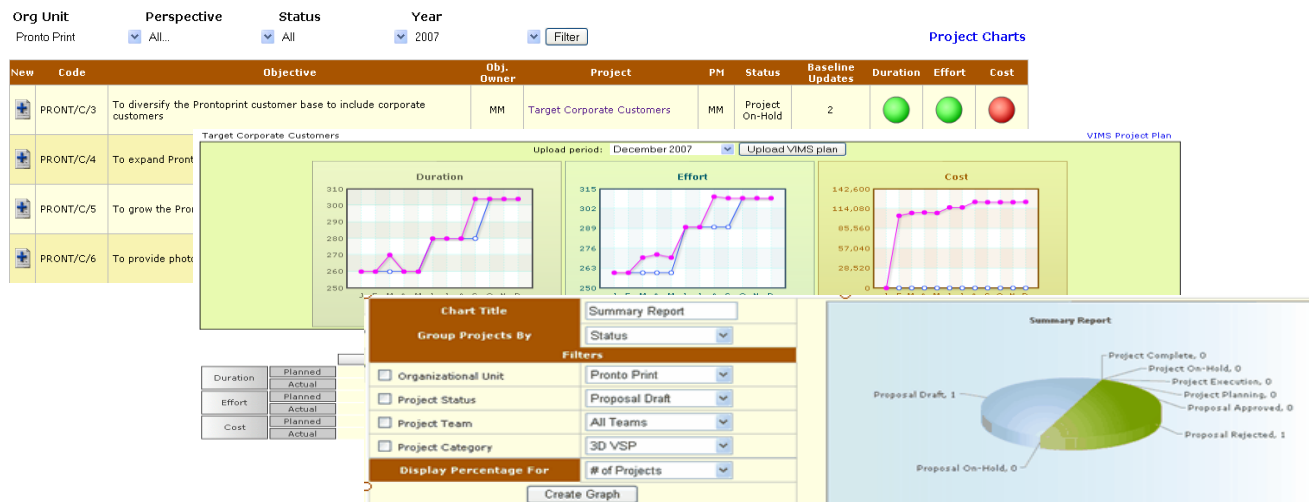 Org Unit Perspective Status Year
Pronto Print All... All 2007 Filter Project Charts
New Code Objective Obj. Owner Project PM Status Baseline Updates Duration Effort Cost
PRONT/C/3 To diversify the Prontoprint customer base to include corporate customers MM Target Corporate Customers MM Project On-Hold 2
Target Corporate Customers VIMS Project Plan
Upload period: December 2007 Upload VIMS plan
PRONT/C/4 To expand Pront
PRONT/C/5 To grow the Pro
PRONT/C/6 To provide phot
Duration
310
300
290
280
270
260
250
Effort
315
302
289
276
263
250
Cost
142,600
114,080
85,560
57,040
28,520
0
Duration Planned
Actual
Effort Planned
Actual
Cost Planned
Actual
Chart Title Summary Report
Group Projects By Status
Filters
Organizational Unit Pronto Print
Project Status Proposal Draft
Project Team All Teams
Project Category 3D VSP
Display Percentage For # of Projects
Create Graph
Summary Report
Project Complete, 0
Project On-Hold, 0
Project Execution, 0
Project Planning, 0
Proposal Approved, 0
Proposal Draft, 1
Proposal Rejected, 1
Proposal On-Hold, 0